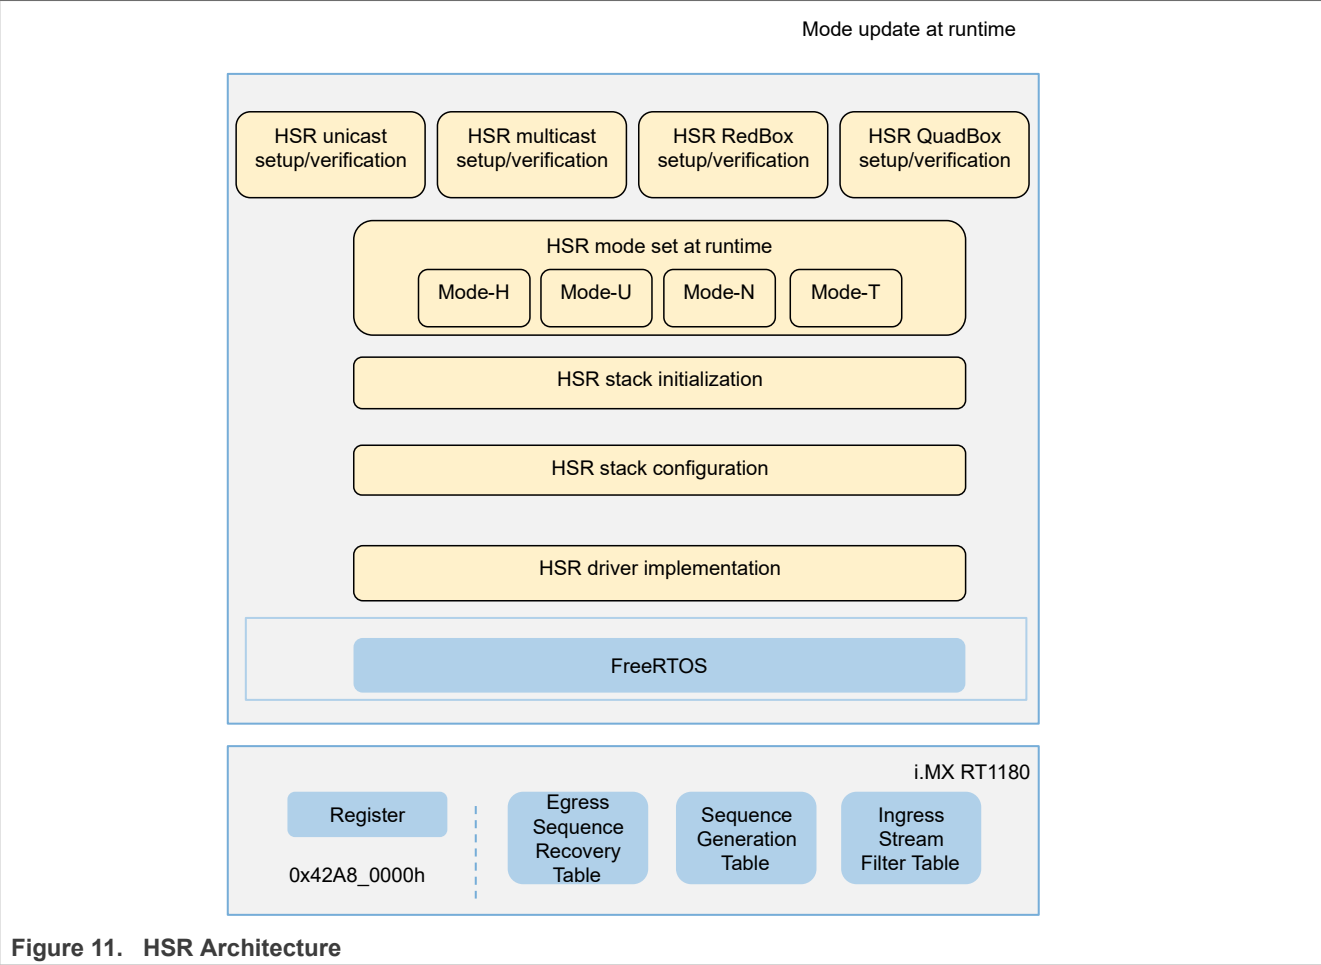 Mode update at runtime
HSR unicast
setup/verification
HSR multicast
setup/verification
HSR RedBox
setup/verification
HSR QuadBox
setup/verification
HSR mode set at runtime
Mode-H
Mode-U
Mode-N
Mode-T
HSR stack initialization
HSR stack configuration
HSR driver implementation
FreeRTOS
i.MX RT1180
Register
0x42A8_0000h
Egress
Sequence
Recovery
Table
Sequence
Generation
Table
Ingress
Stream
Filter Table
Figure 11. HSR Architecture